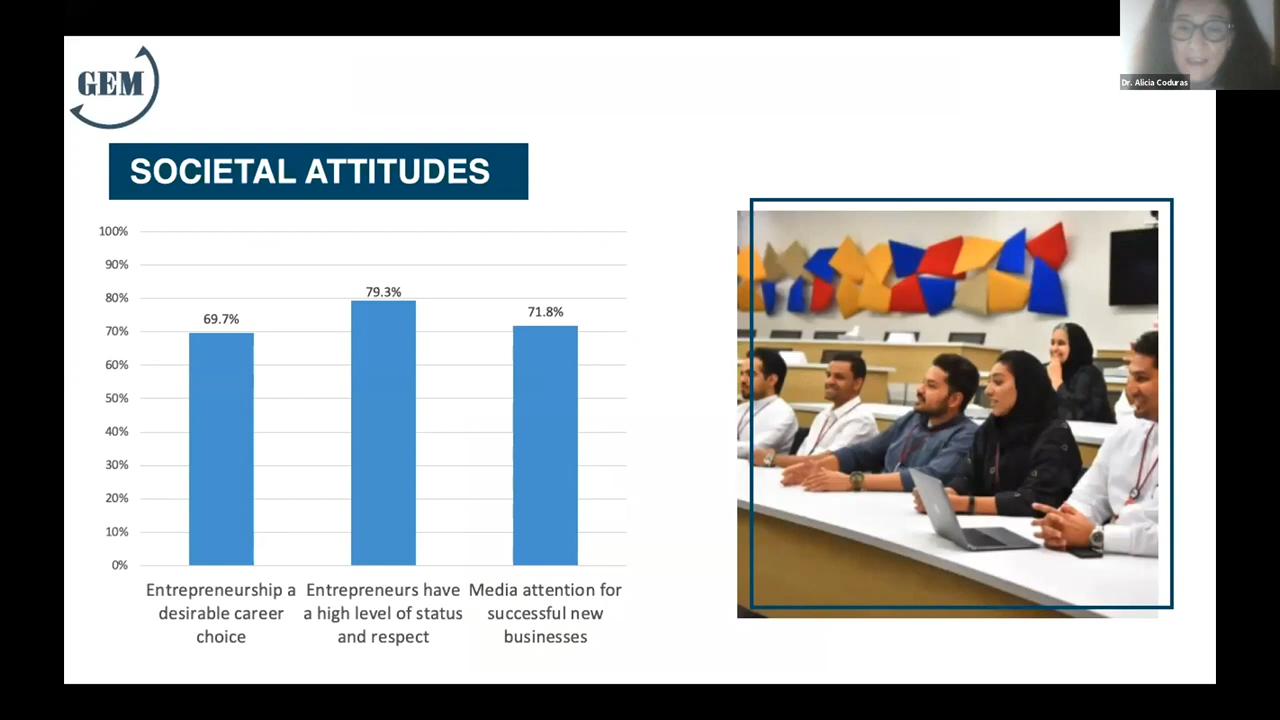 Dr. Alicia Coduras
GEM
SOCIETAL ATTITUDES
100%
90%
80%
70%
60%
50%
40%
30%
20%
10%
0%
69.7%
79.3%
71.8%
Entrepreneurship a
desirable career
choice
Entrepreneurs have
a high level of status
and respect
Media attention for
successful new
businesses